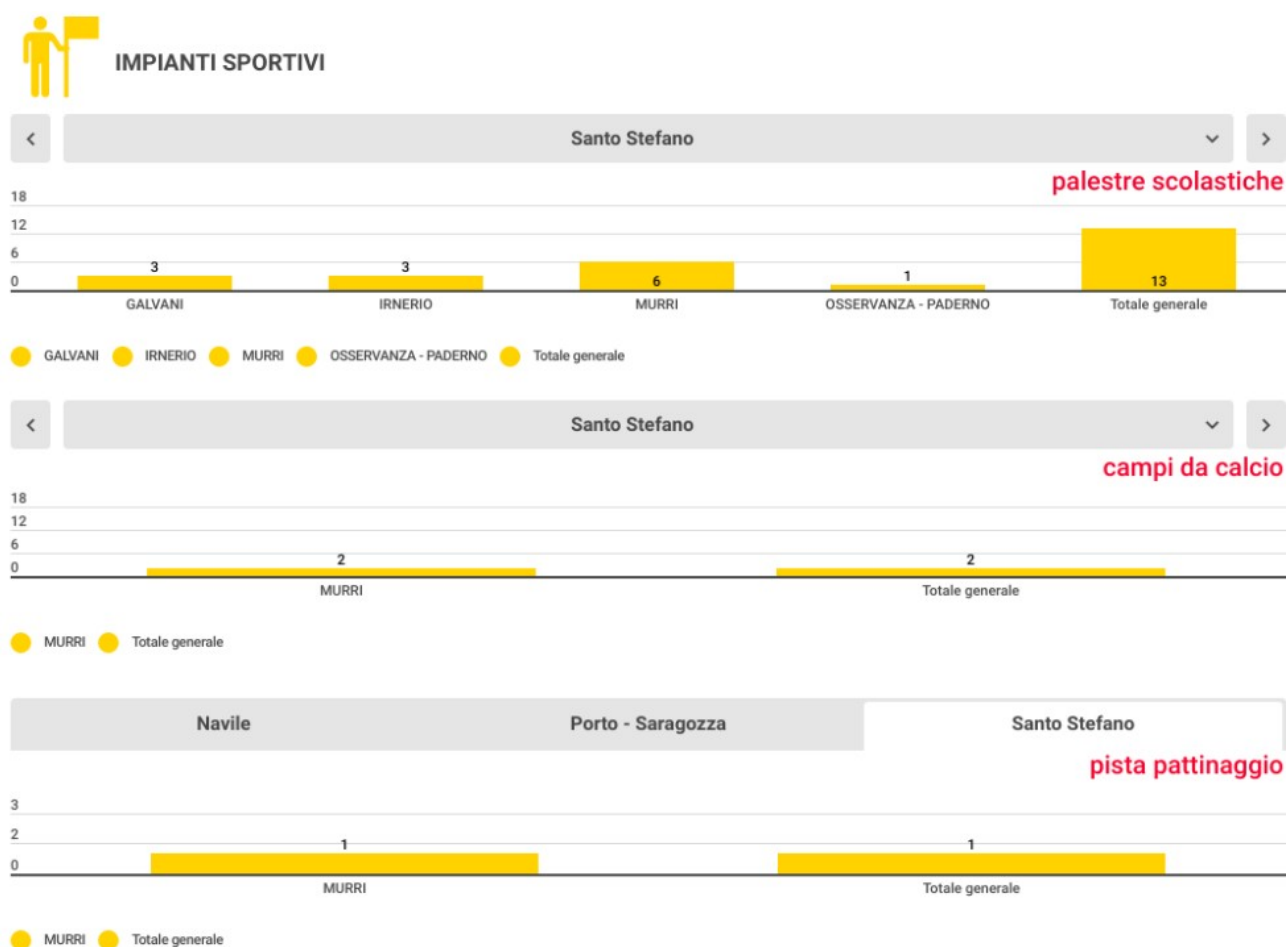 IMPIANTI SPORTIVI
Santo Stefano
palestre scolastiche
18
12
6
0
3
3
6
1
13
GALVANI IRNERIO MURRI OSSERVANZA - PADERNO Totale generale
GALVANI IRNERIO MURRI OSSERVANZA - PADERNO Totale generale
Santo Stefano
campi da calcio
18
12
6
0
2
2
MURRI Totale generale
MURRI Totale generale
Navile Porto - Saragozza Santo Stefano
pista pattinaggio
3
2
0
1
1
MURRI Totale generale
MURRI Totale generale